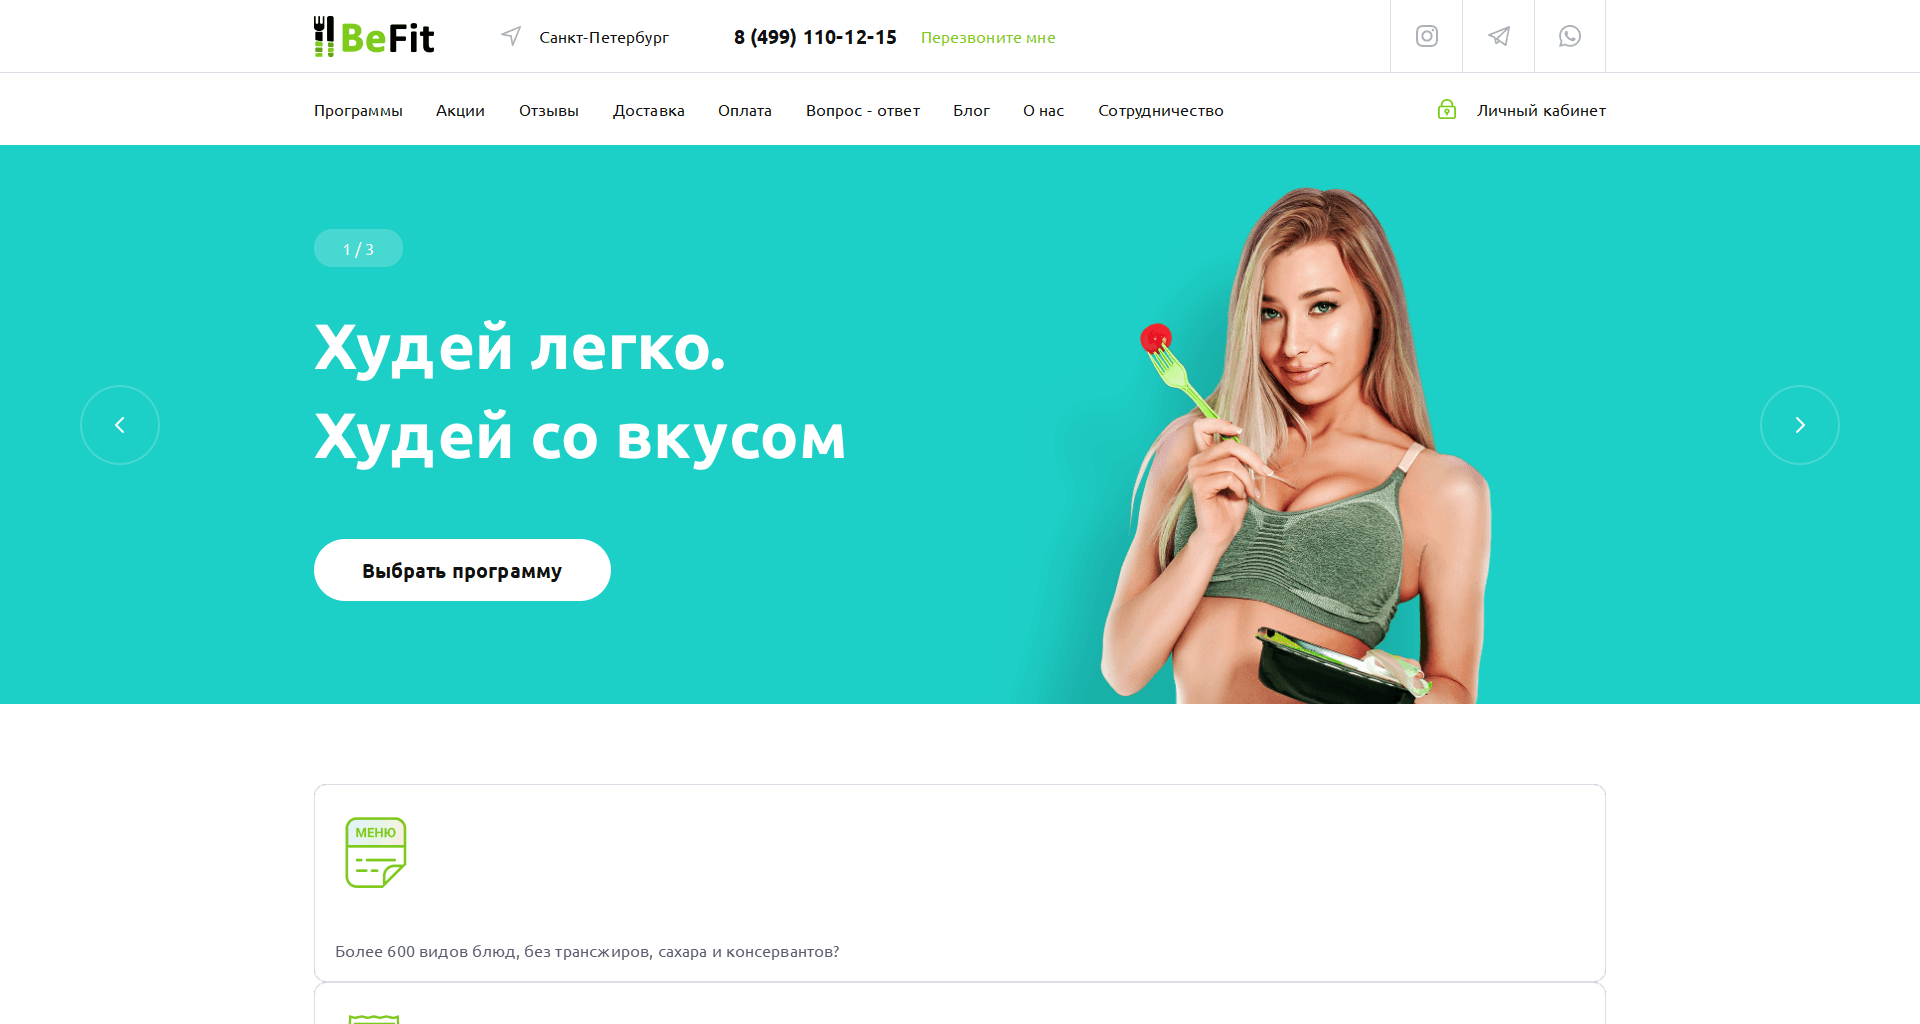 BeFit
Санкт-Петербург
8 (499) 110-12-15
Перезвоните мне
Программы
Акции
Отзывы
Доставка
Оплата
Вопрос - ответ
Блог
О нас
Сотрудничество
Личный кабинет
1 / 3
Худей легко.
Худей со вкусом
Выбрать программу
МЕНЮ
Более 600 видов блюд, без трансжиров, сахара и консервантов?